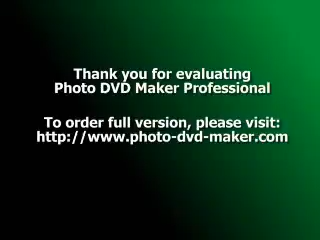 Thank you for evaluating
Photo DVD Maker Professional
To order full version, please visit:
http://www.photo-dvd-maker.com